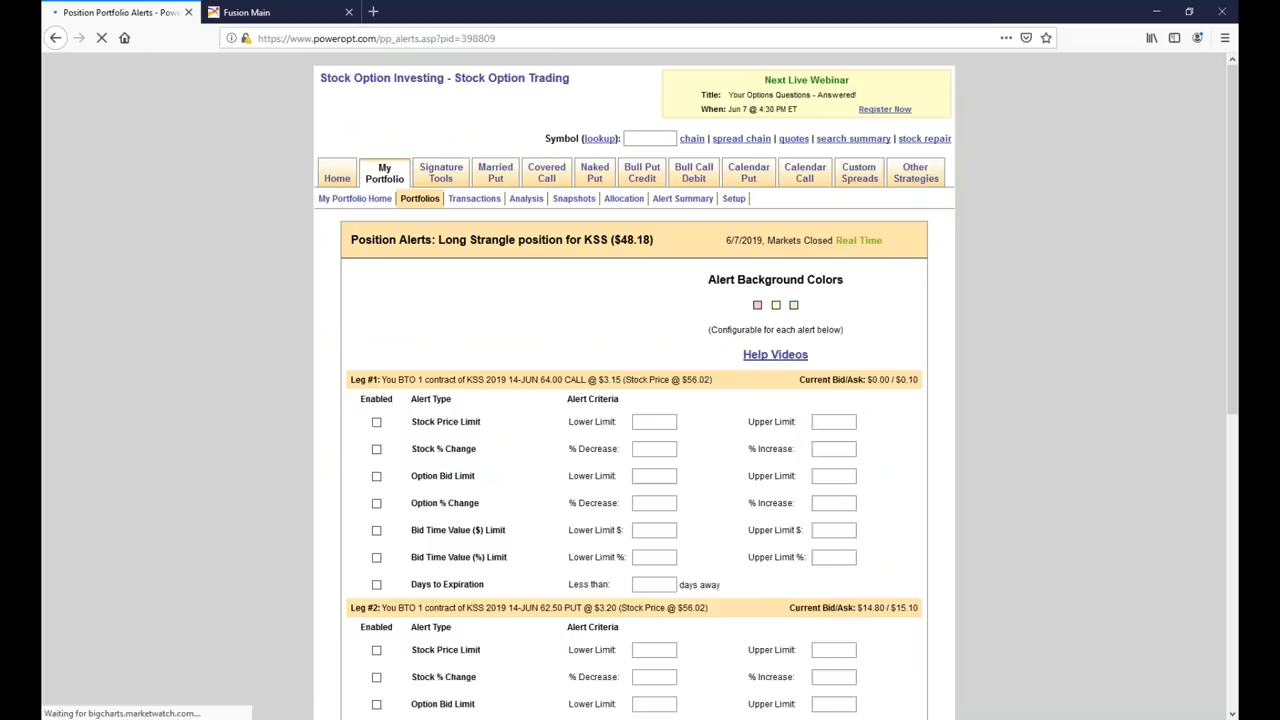 Position Portfolio Alerts - Pow
Fusion Main
https://www.poweropt.com/pp_alerts.asp?pid=398809
Stock Option Investing - Stock Option Trading
Next Live Webinar
Title: Your Options Questions - Answered!
When: Jun 7 @ 4:30 PM ET Register Now
Symbol (lookup): chain | spread chain | quotes | search summary | stock repair
Home My Portfolio Signature Tools Married Put Covered Call Naked Put Bull Put Credit Bull Call Debit Calendar Put Calendar Call Custom Spreads Other Strategies
My Portfolio Home Portfolios Transactions | Analysis | Snapshots | Allocation | Alert Summary | Setup |
Position Alerts: Long Strangle position for KSS ($48.18) 6/7/2019, Markets Closed Real Time
Alert Background Colors
(Configurable for each alert below)
Help Videos
Leg #1: You BTO 1 contract of KSS 2019 14-JUN 64.00 CALL @ $3.15 (Stock Price @ $56.02) Current Bid/Ask: $0.00 / $0.10
Enabled Alert Type Alert Criteria
Stock Price Limit Lower Limit: Upper Limit:
Stock % Change % Decrease: % Increase:
Option Bid Limit Lower Limit: Upper Limit:
Option % Change % Decrease: % Increase:
Bid Time Value ($) Limit Lower Limit $: Upper Limit $:
Bid Time Value (%) Limit Lower Limit %: Upper Limit %:
Days to Expiration Less than: days away
Leg #2: You BTO 1 contract of KSS 2019 14-JUN 62.50 PUT @ $3.20 (Stock Price @ $56.02) Current Bid/Ask: $14.80 / $15.10
Enabled Alert Type Alert Criteria
Stock Price Limit Lower Limit: Upper Limit:
Stock % Change % Decrease: % Increase:
Option Bid Limit Lower Limit: Upper Limit:
Waiting for bigcharts.marketwatch.com...